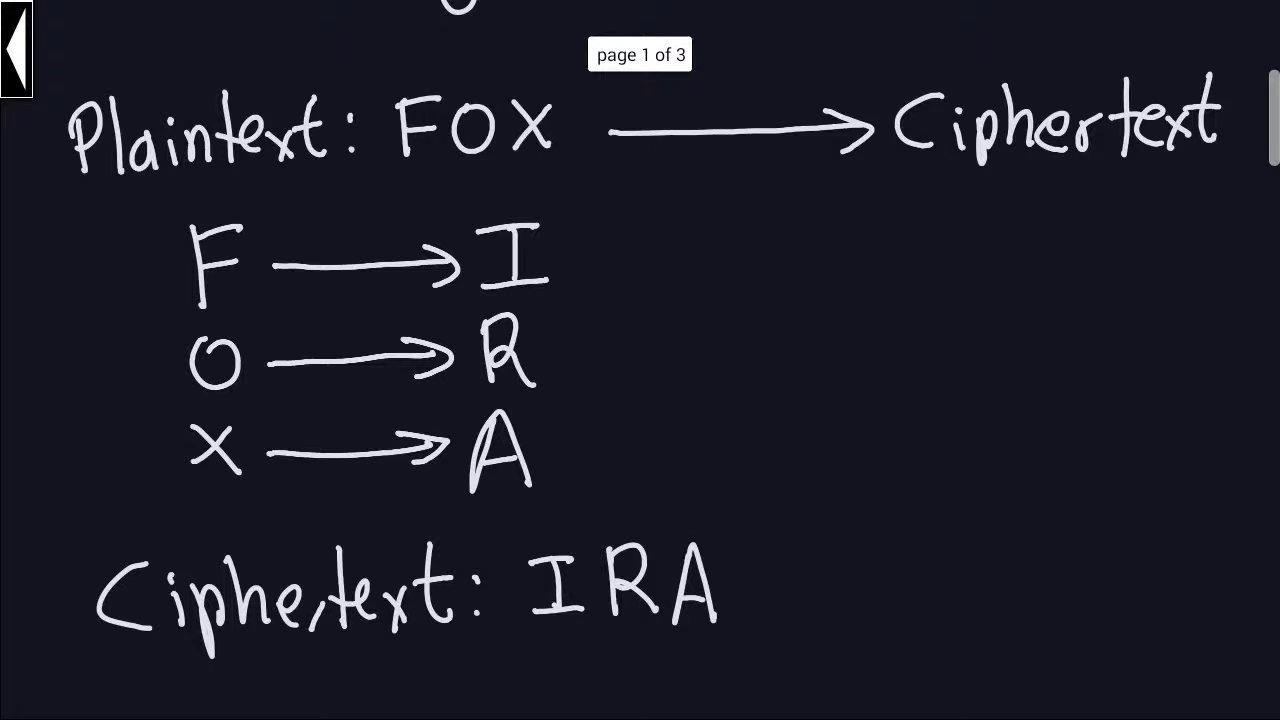 page 1 of 3
Plaintext: FOX → Ciphertext
F → I
O → R
X → A
Ciphertext: IRA